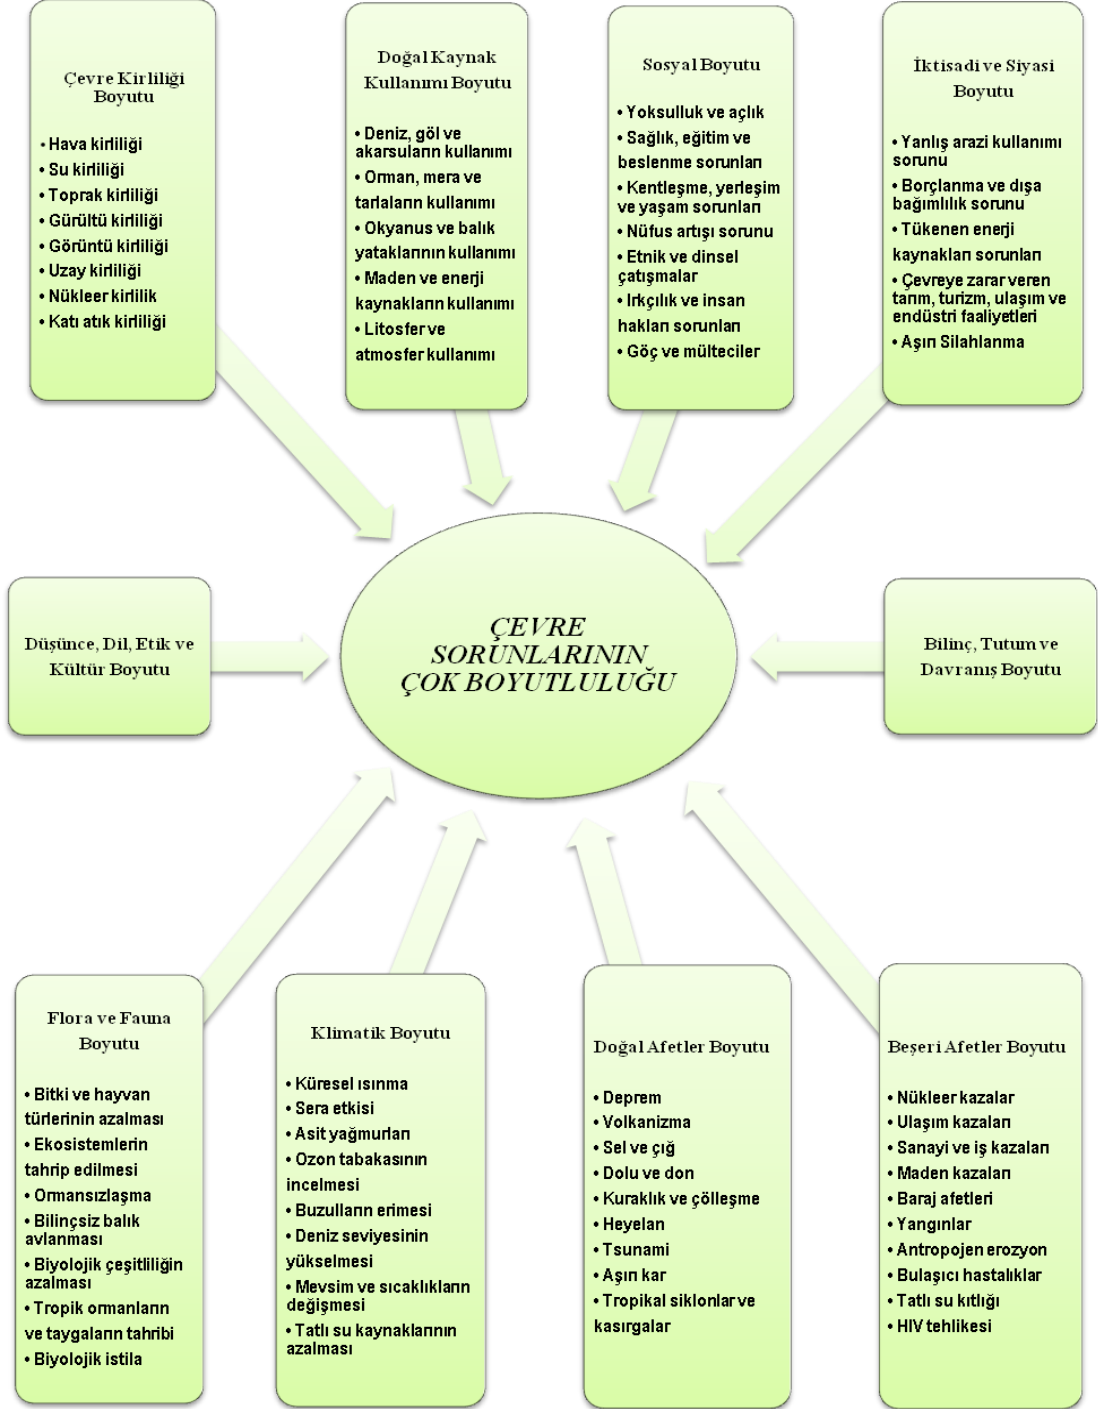 Çevre Kirliliği
Boyutu
• Hava kirliliği
• Su kirliliği
• Toprak kirliliği
• Gürültü kirliliği
• Görüntü kirliliği
• Uzay kirliliği
• Nükleer kirlilik
• Katı atık kirliliği
Doğal Kaynak
Kullanımı Boyutu
• Deniz, göl ve
akarsuların kullanımı
• Orman, mera ve
tarlaların kullanımı
• Okyanus ve balık
yataklarının kullanımı
• Maden ve enerji
kaynakların kullanımı
• Litosfer ve
atmosfer kullanımı
Sosyal Boyutu
• Yoksulluk ve açlık
• Sağlık, eğitim ve
beslenme sorunları
• Kentleşme, yerleşim
ve yaşam sorunları
• Nüfus artışı sorunu
• Etnik ve dinsel
çatışmalar
• Irkçılık ve insan
hakları sorunları
• Göç ve mülteciler
İktisadi ve Siyasi
Boyutu
• Yanlış arazi kullanımı
sorunu
• Borçlanma ve dışa
bağımlılık sorunu
• Tükenen enerji
kaynakları sorunları
• Çevreye zarar veren
tarım, turizm, ulaşım ve
endüstri faaliyetleri
• Aşırı Silahlanma
Düşünce, Dil, Etik ve
Kültür Boyutu
ÇEVRE
SORUNLARININ
ÇOK BOYUTLULUĞU
Bilinç, Tutum ve
Davranış Boyutu
Flora ve Fauna
Boyutu
• Bitki ve hayvan
türlerinin azalması
• Ekosistemlerin
tahrip edilmesi
• Ormansızlaşma
• Bilinçsiz balık
avlanması
• Biyolojik çeşitliliğin
azalması
• Tropik ormanların
ve taygaların tahribi
• Biyolojik istila
Klimatik Boyutu
• Küresel ısınma
• Sera etkisi
• Asit yağmurları
• Ozon tabakasının
incelmesi
• Buzulların erimesi
• Deniz seviyesinin
yükselmesi
• Mevsim ve sıcaklıkların
değişmesi
• Tatlı su kaynaklarının
azalması
Doğal Afetler Boyutu
• Deprem
• Volkanizma
• Sel ve çığ
• Dolu ve don
• Kuraklık ve çölleşme
• Heyelan
• Tsunami
• Aşırı kar
• Tropikal siklonlar ve
kasırgalar
Beşeri Afetler Boyutu
• Nükleer kazalar
• Ulaşım kazaları
• Sanayi ve iş kazaları
• Maden kazaları
• Baraj afetleri
• Yangınlar
• Antropojen erozyon
• Bulaşıcı hastalıklar
• Tatlı su kıtlığı
• HIV tehlikesi